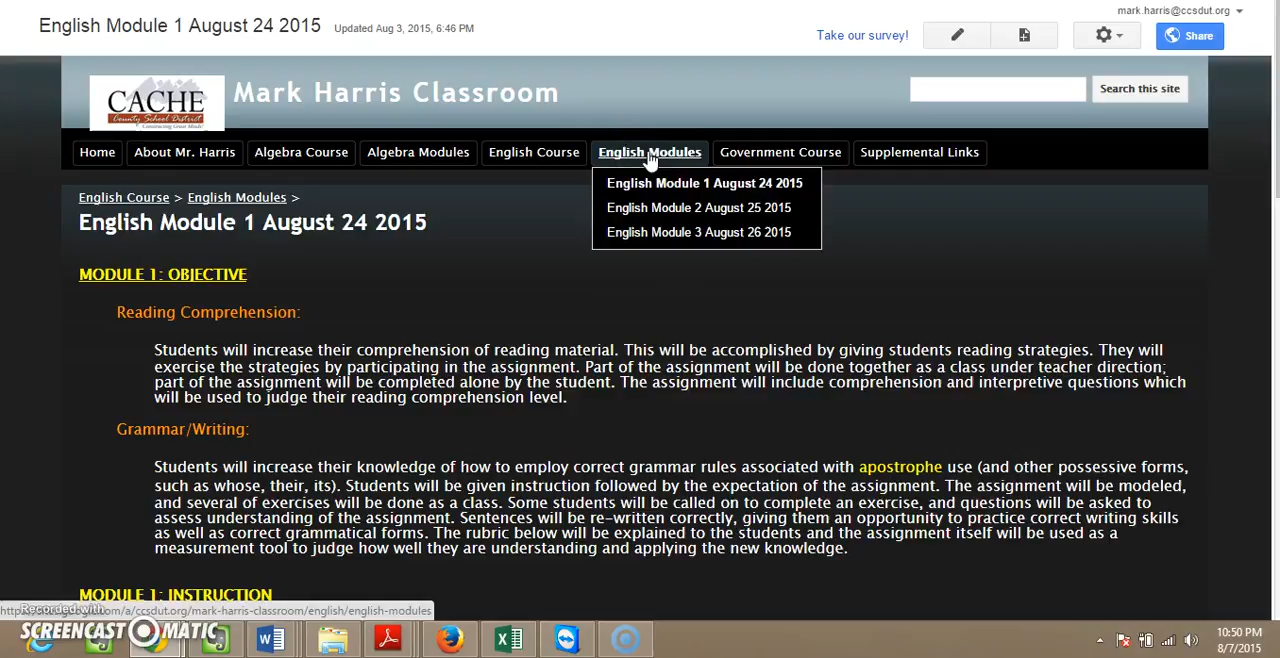 English Module 1 August 24 2015 Updated Aug 3, 2015, 6:46 PM
mark.harris@ccsdut.org
Take our survey!
Share
CACHE
County School District
Mark Harris Classroom
Search this site
Home About Mr. Harris Algebra Course Algebra Modules English Course English Modules Government Course Supplemental Links
English Module 1 August 24 2015
English Module 2 August 25 2015
English Module 3 August 26 2015
English Course > English Modules >
English Module 1 August 24 2015
MODULE 1: OBJECTIVE
Reading Comprehension:
Students will increase their comprehension of reading material. This will be accomplished by giving students reading strategies. They will
exercise the strategies by participating in the assignment. Part of the assignment will be done together as a class under teacher direction;
part of the assignment will be completed alone by the student. The assignment will include comprehension and interpretive questions which
will be used to judge their reading comprehension level.
Grammar/Writing:
Students will increase their knowledge of how to employ correct grammar rules associated with apostrophe use (and other possessive forms,
such as whose, their, its). Students will be given instruction followed by the expectation of the assignment. The assignment will be modeled,
and several of exercises will be done as a class. Some students will be called on to complete an exercise, and questions will be asked to
assess understanding of the assignment. Sentences will be re-written correctly, giving them an opportunity to practice correct writing skills
as well as correct grammatical forms. The rubric below will be explained to the students and the assignment itself will be used as a
measurement tool to judge how well they are understanding and applying the new knowledge.
MODULE 1: INSTRUCTION
.com/a/ccsdut.org/mark-harris-classroom/english/english-modules
Recorded with
SCREENCAST MATIC
10:50 PM
8/7/2015